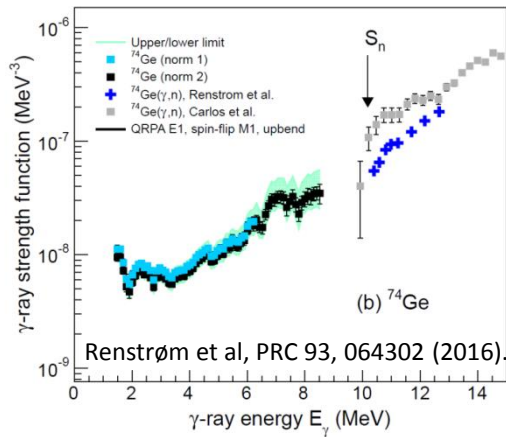 10⁻⁶
10⁻⁷
10⁻⁸
10⁻⁹
γ-ray strength function (MeV⁻³)
Upper/lower limit
⁷⁴Ge (norm 1)
⁷⁴Ge (norm 2)
⁷⁴Ge(γ,n), Renstrom et al.
⁷⁴Ge(γ,n), Carlos et al.
QRPA E1, spin-flip M1, upbend
Sₙ
(b) ⁷⁴Ge
Renstrøm et al, PRC 93, 064302 (2016).
0 2 4 6 8 10 12 14
γ-ray energy Eᵧ (MeV)